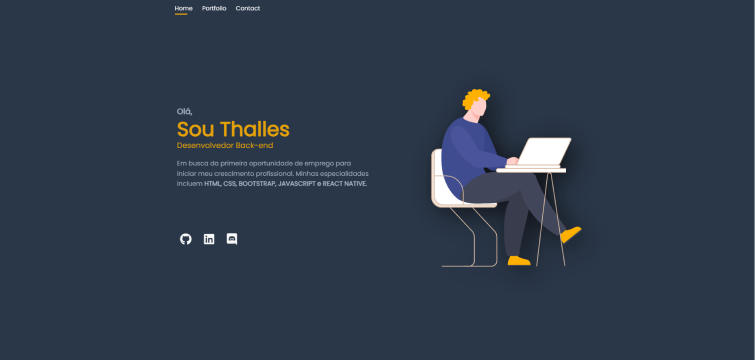 Home Portfolio Contact
Olá,
Sou Thalles
Desenvolvedor Back-end
Em busca da primeira oportunidade de emprego para
iniciar meu crescimento profissional. Minhas especialidades
incluem HTML, CSS, BOOTSTRAP, JAVASCRIPT e REACT NATIVE.